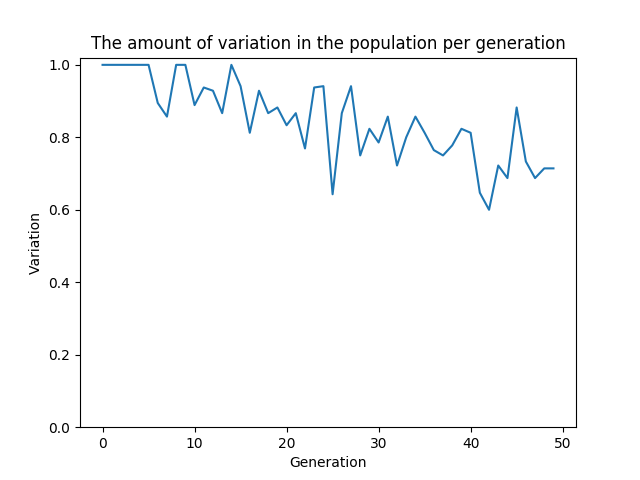 The amount of variation in the population per generation
1.0
0.8
0.6
0.4
0.2
0.0
Variation
0 10 20 30 40 50
Generation